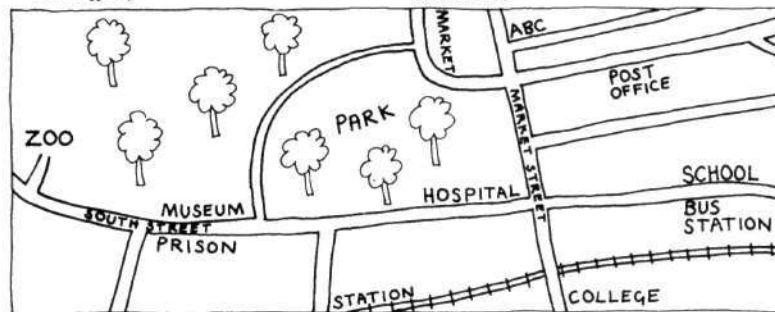 ABC
MARKET
POST
OFFICE
PARK
MARKET STREET
ZOO
MUSEUM
HOSPITAL
SCHOOL
SOUTH STREET
PRISON
BUS
STATION
STATION
COLLEGE